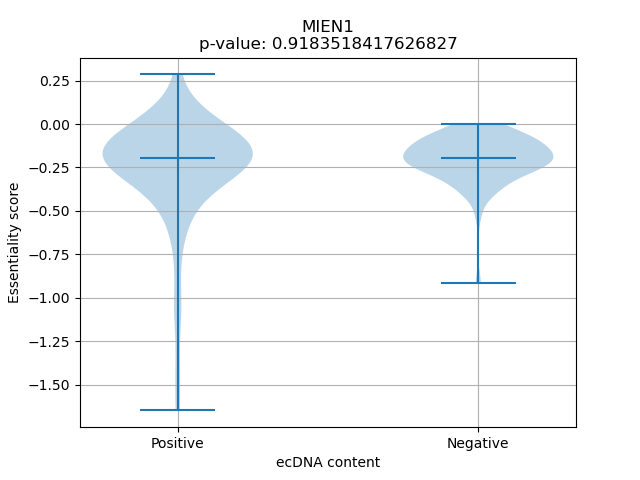 MIEN1
p-value: 0.9183518417626827
Essentiality score
0.25
0.00
−0.25
−0.50
−0.75
−1.00
−1.25
−1.50
Positive
Negative
ecDNA content